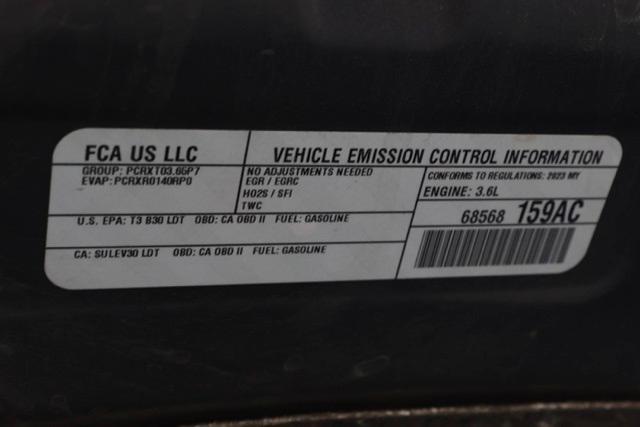 FCA US LLC
VEHICLE EMISSION CONTROL INFORMATION
GROUP: PCRXT03.65P7
EVAP: PCRXR0140RP0
NO ADJUSTMENTS NEEDED
EGR / EGRC
HO2S / SFI
TWC
CONFORMS TO REGULATIONS: 2023 MY
ENGINE: 3.6L
68568 159AC
U.S. EPA: T3 B30 LDT OBD: CA OBD II FUEL: GASOLINE
CA: SULEV30 LDT OBD: CA OBD II FUEL: GASOLINE